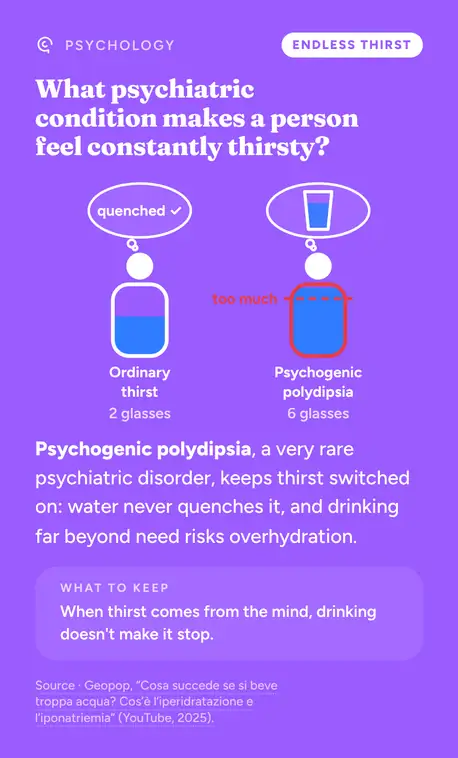 PSYCHOLOGY
ENDLESS THIRST
What psychiatric
condition makes a person
feel constantly thirsty?
quenched ✓
too much
Ordinary
thirst
2 glasses
Psychogenic
polydipsia
6 glasses
Psychogenic polydipsia, a very rare
psychiatric disorder, keeps thirst switched
on: water never quenches it, and drinking
far beyond need risks overhydration.
WHAT TO KEEP
When thirst comes from the mind, drinking
doesn't make it stop.
Source · Geopop, “Cosa succede se si beve
troppa acqua? Cos'è l'iperidratazione e
l'iponatriemia” (YouTube, 2025).